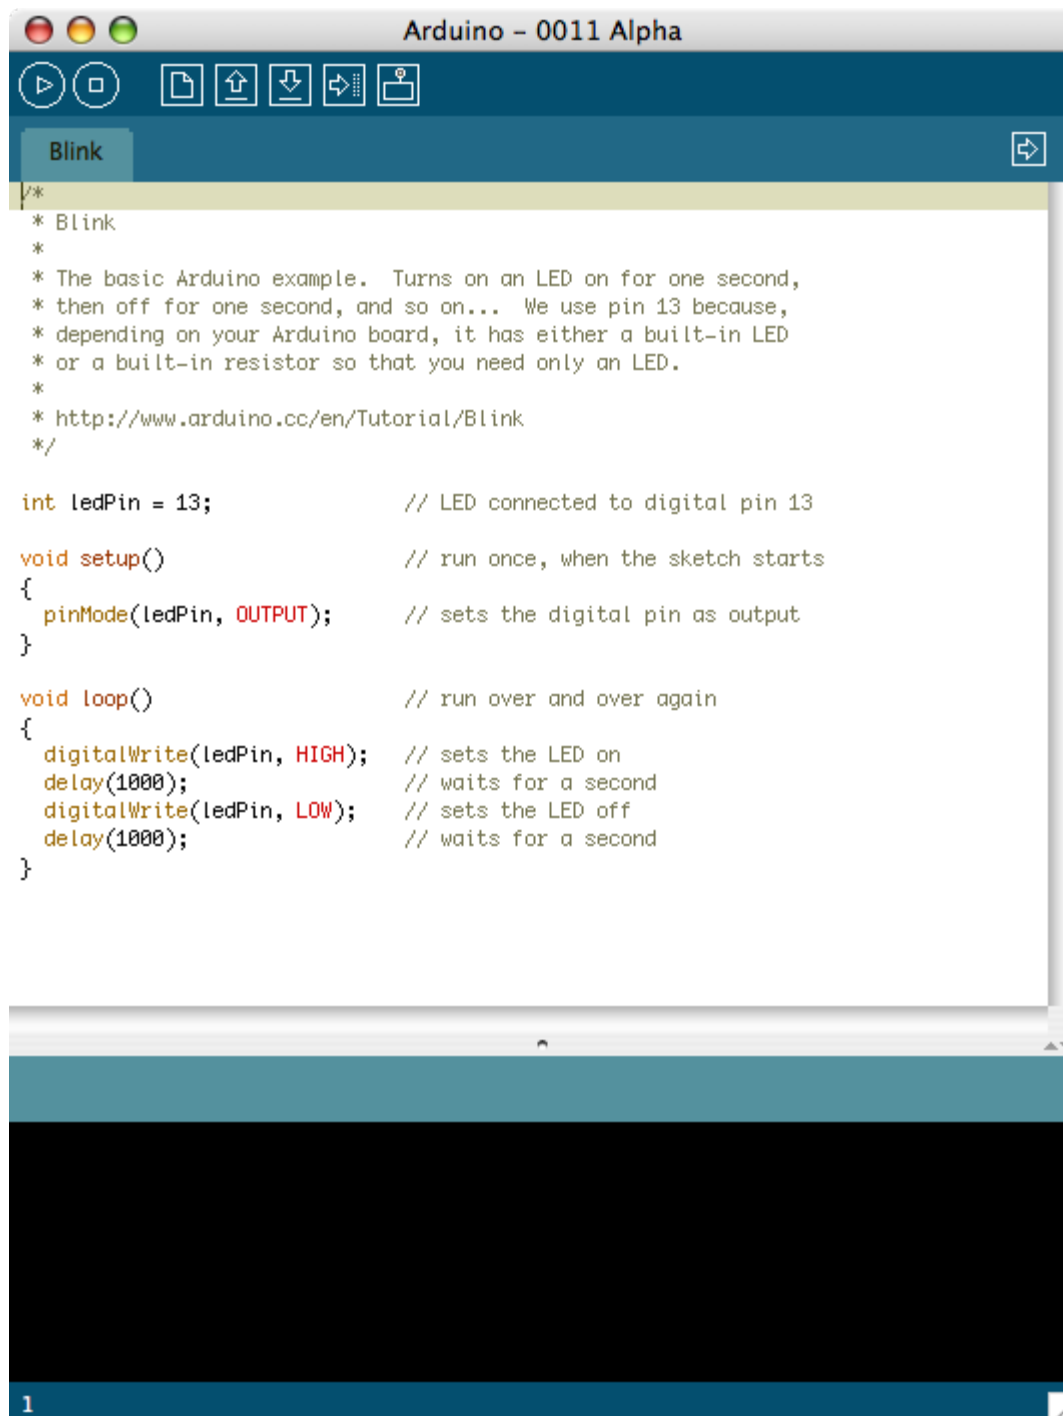 Arduino – 0011 Alpha
Blink
/*
 * Blink
 *
 * The basic Arduino example.  Turns on an LED on for one second,
 * then off for one second, and so on...  We use pin 13 because,
 * depending on your Arduino board, it has either a built-in LED
 * or a built-in resistor so that you need only an LED.
 *
 * http://www.arduino.cc/en/Tutorial/Blink
 */
int ledPin = 13;                // LED connected to digital pin 13
void setup()                    // run once, when the sketch starts
{
  pinMode(ledPin, OUTPUT);      // sets the digital pin as output
}
void loop()                     // run over and over again
{
  digitalWrite(ledPin, HIGH);   // sets the LED on
  delay(1000);                  // waits for a second
  digitalWrite(ledPin, LOW);    // sets the LED off
  delay(1000);                  // waits for a second
}
1